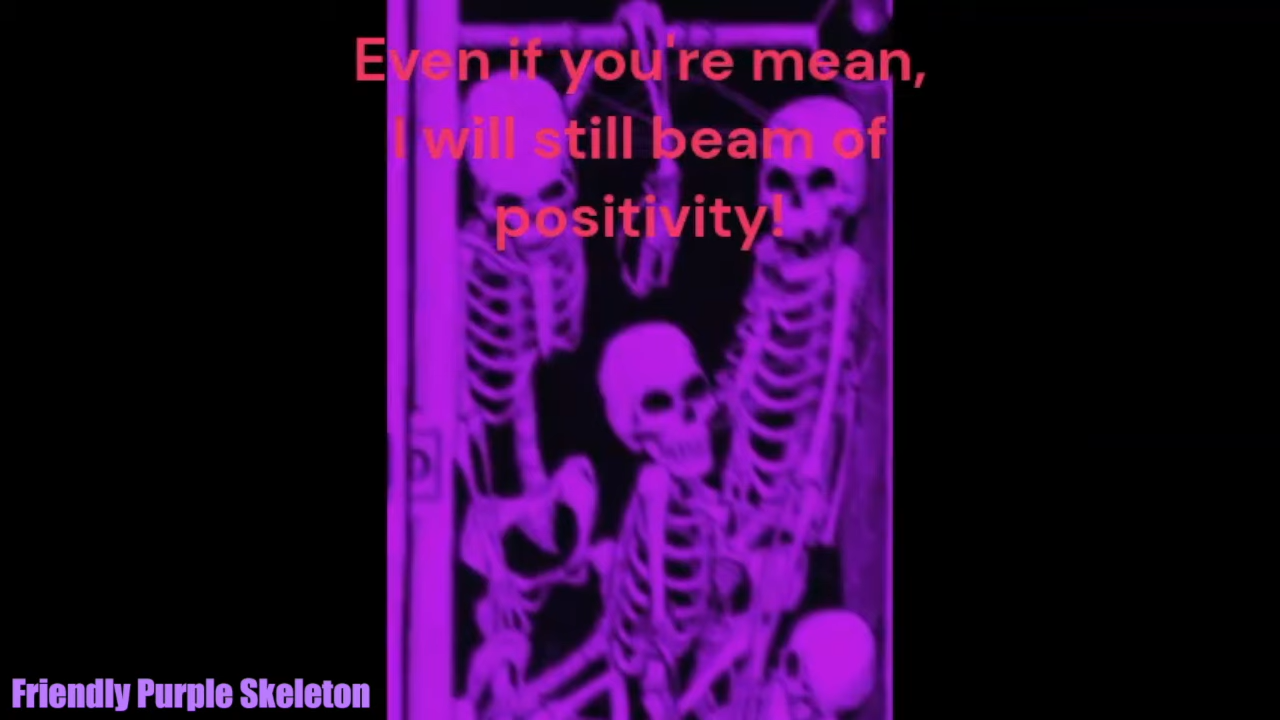 Even if you're mean,
I will still beam of
positivity!
Friendly Purple Skeleton